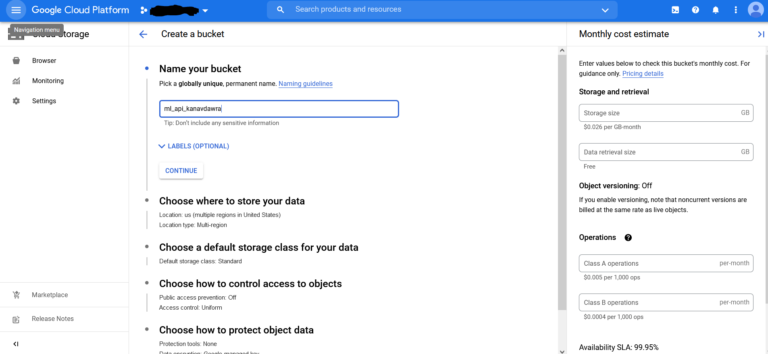 Google Cloud Platform
Search products and resources
Navigation menu
Storage
Browser
Monitoring
Settings
Marketplace
Release Notes
Create a bucket
Name your bucket
Pick a globally unique, permanent name. Naming guidelines
ml_api_kanavdawra
Tip: Don't include any sensitive information
LABELS (OPTIONAL)
CONTINUE
Choose where to store your data
Location: us (multiple regions in United States)
Location type: Multi-region
Choose a default storage class for your data
Default storage class: Standard
Choose how to control access to objects
Public access prevention: Off
Access control: Uniform
Choose how to protect object data
Protection tools: None
Data encryption: Google-managed key
Monthly cost estimate
Enter values below to check this bucket's monthly cost. For
guidance only. Pricing details
Storage and retrieval
Storage size GB
$0.026 per GB-month
Data retrieval size GB
Free
Object versioning: Off
If you enable versioning, note that noncurrent versions are
billed at the same rate as live objects.
Operations
Class A operations per-month
$0.005 per 1,000 ops
Class B operations per-month
$0.0004 per 1,000 ops
Availability SLA: 99.95%